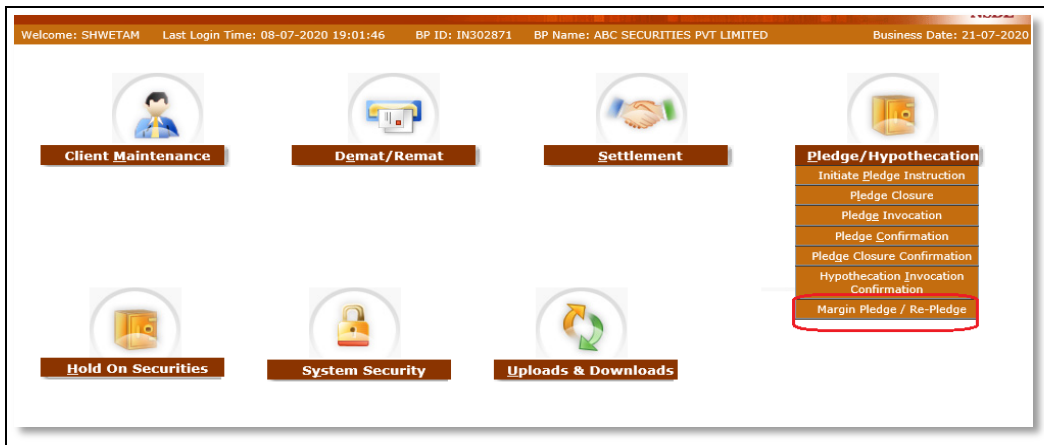 Welcome: SHWETAM Last Login Time: 08-07-2020 19:01:46 BP ID: IN302871 BP Name: ABC SECURITIES PVT LIMITED Business Date: 21-07-2020
Client Maintenance
Demat/Remat
Settlement
Pledge/Hypothecation
Initiate Pledge Instruction
Pledge Closure
Pledge Invocation
Pledge Confirmation
Pledge Closure Confirmation
Hypothecation Invocation
Confirmation
Margin Pledge / Re-Pledge
Hold On Securities
System Security
Uploads & Downloads